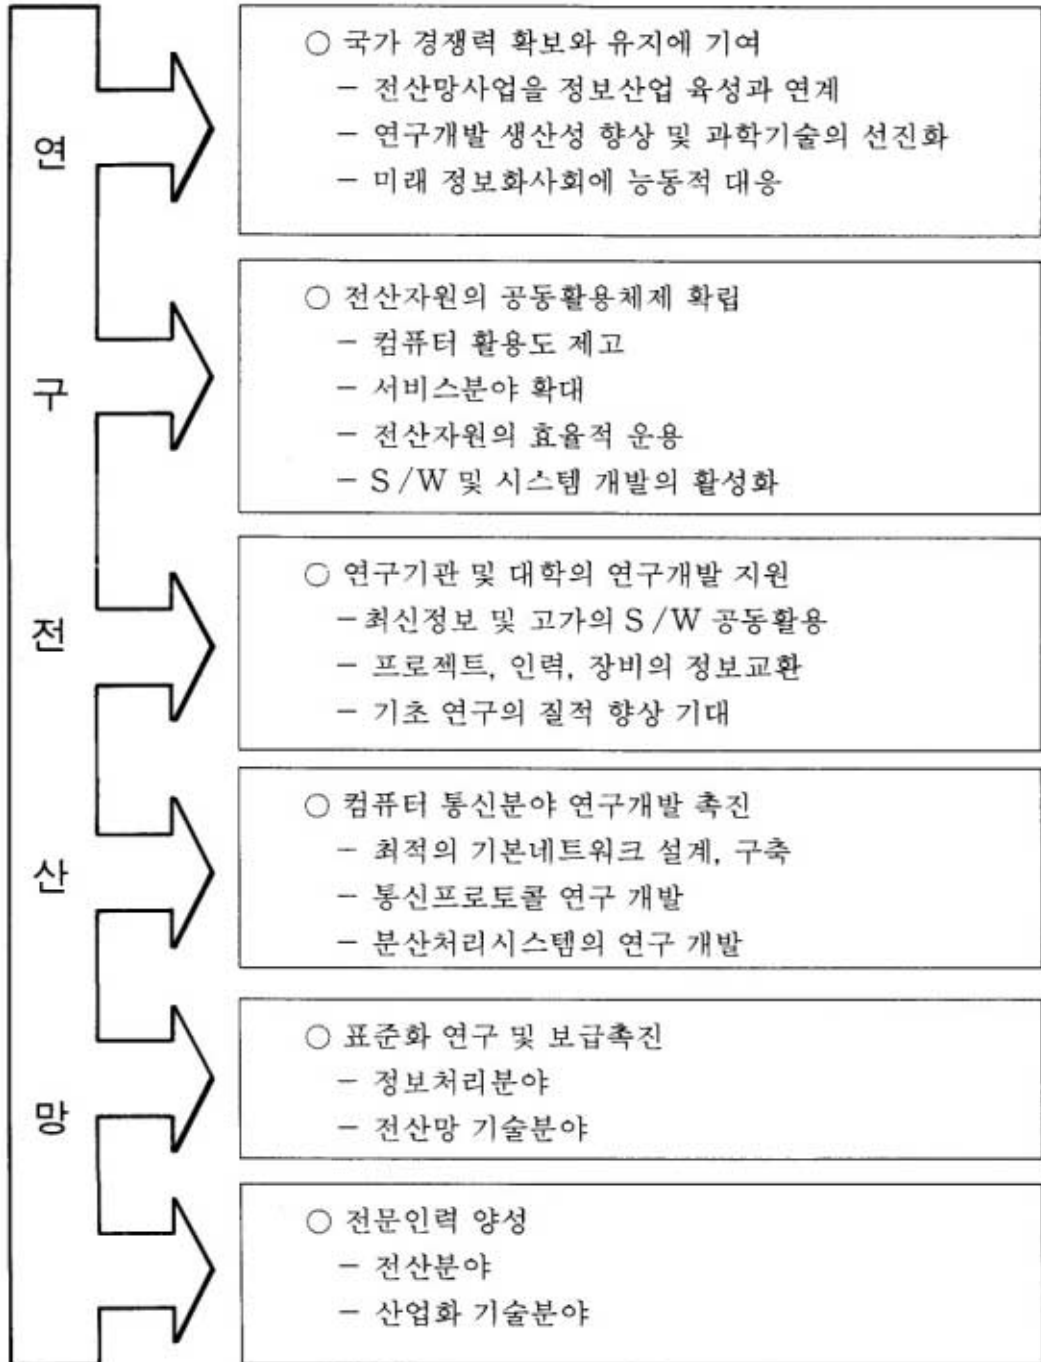 연구전산망
○ 국가 경쟁력 확보와 유지에 기여
- 전산망사업을 정보산업 육성과 연계
- 연구개발 생산성 향상 및 과학기술의 선진화
- 미래 정보화사회에 능동적 대응
○ 전산자원의 공동활용체제 확립
- 컴퓨터 활용도 제고
- 서비스분야 확대
- 전산자원의 효율적 운용
- S/W 및 시스템 개발의 활성화
○ 연구기관 및 대학의 연구개발 지원
-최신정보 및 고가의 S/W 공동활용
- 프로젝트, 인력, 장비의 정보교환
- 기초 연구의 질적 향상 기대
○ 컴퓨터 통신분야 연구개발 촉진
- 최적의 기본네트워크 설계, 구축
- 통신프로토콜 연구 개발
- 분산처리시스템의 연구 개발
○ 표준화 연구 및 보급촉진
- 정보처리분야
- 전산망 기술분야
○ 전문인력 양성
- 전산분야
- 산업화 기술분야